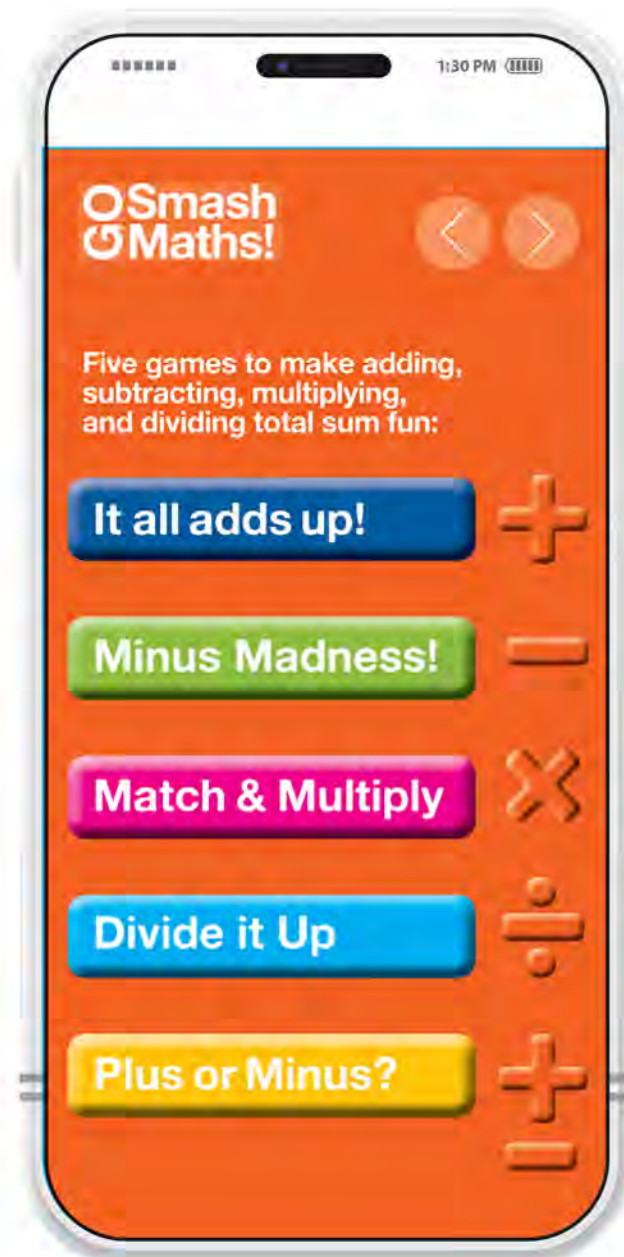 1:30 PM
GO Smash
Maths!
Five games to make adding,
subtracting, multiplying,
and dividing total sum fun:
It all adds up!
+
Minus Madness!
−
Match & Multiply
×
Divide it Up
÷
Plus or Minus?
+
−